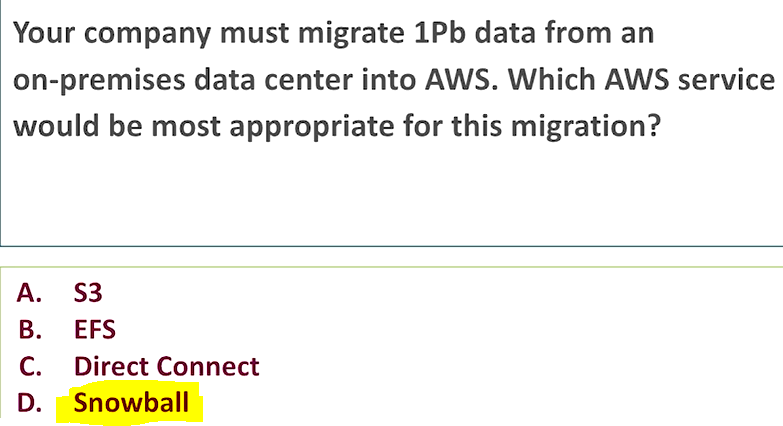 Your company must migrate 1Pb data from an
on-premises data center into AWS. Which AWS service
would be most appropriate for this migration?
A. S3
B. EFS
C. Direct Connect
D. Snowball